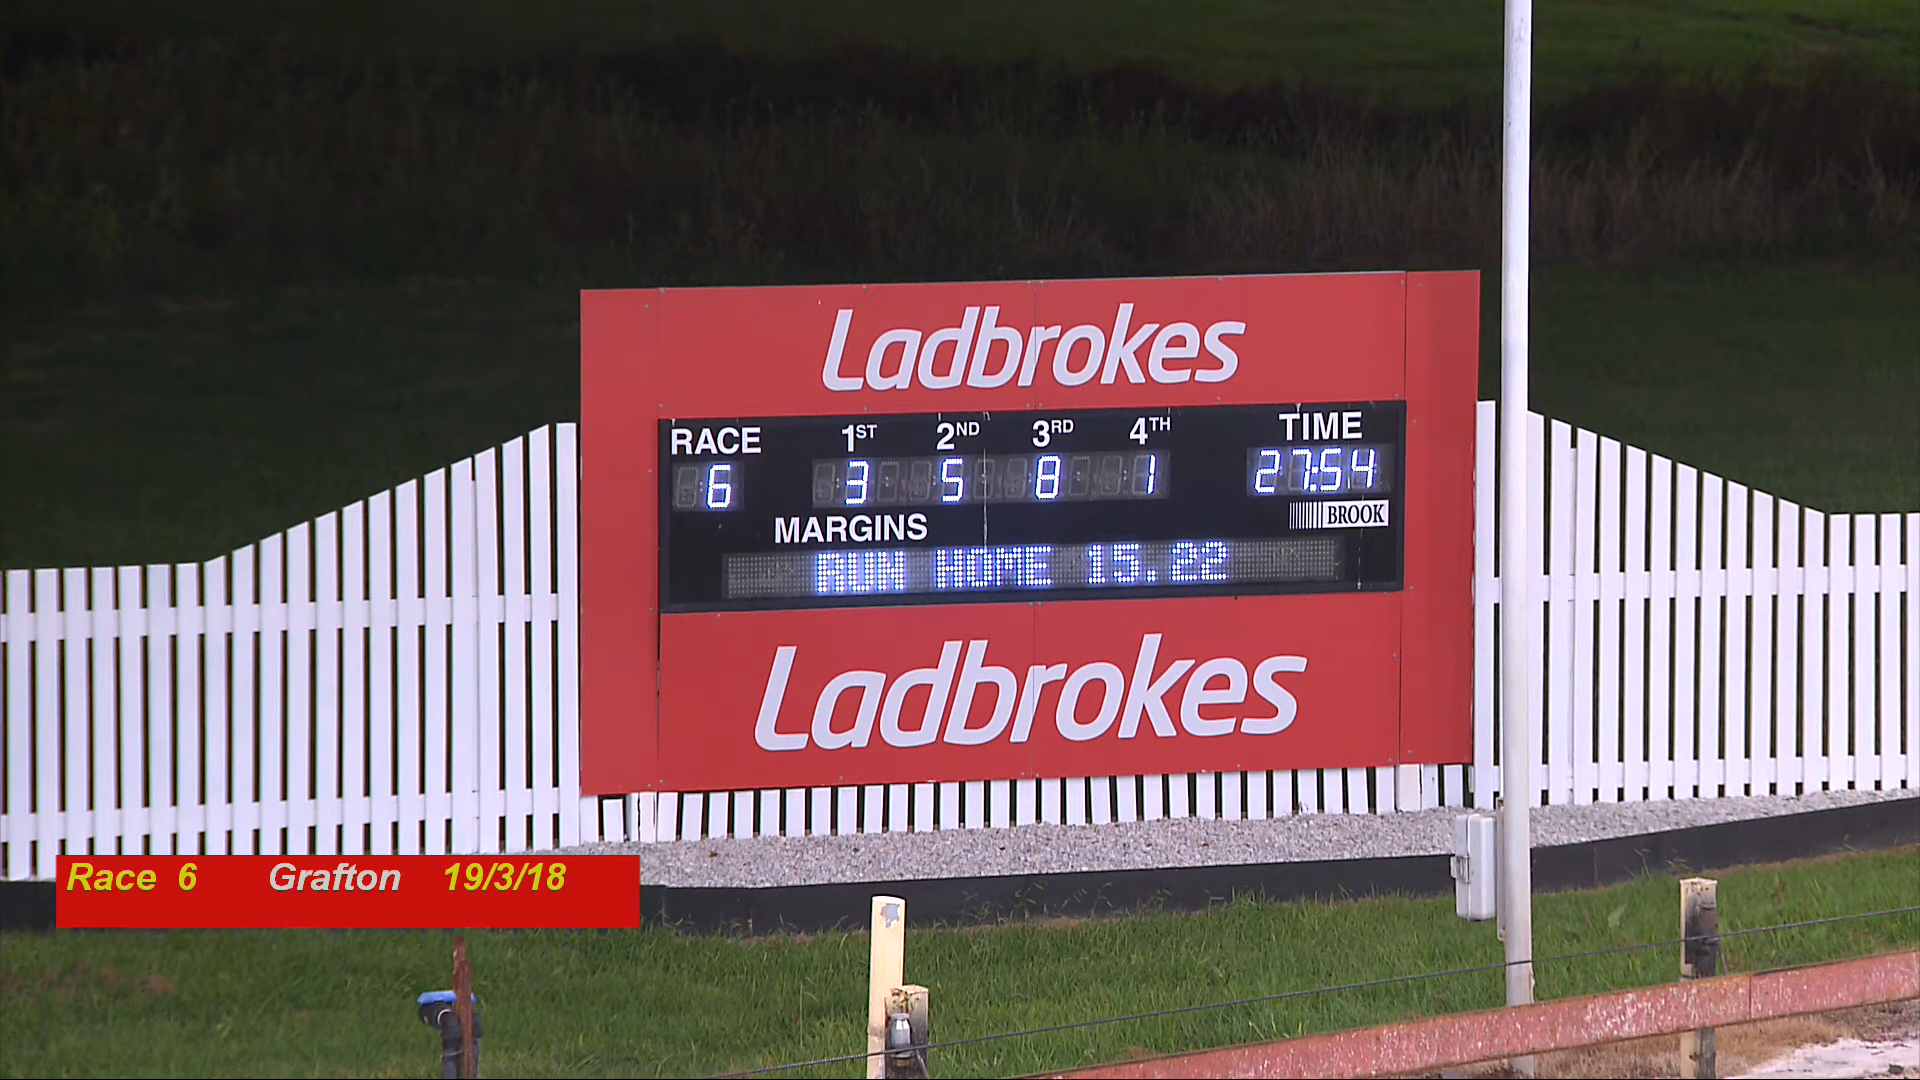 Ladbrokes
RACE 1ST 2ND 3RD 4TH TIME
6 3 5 8 1 27:54
MARGINS BROOK
RUN HOME 15.22
Ladbrokes
Race 6 Grafton 19/3/18